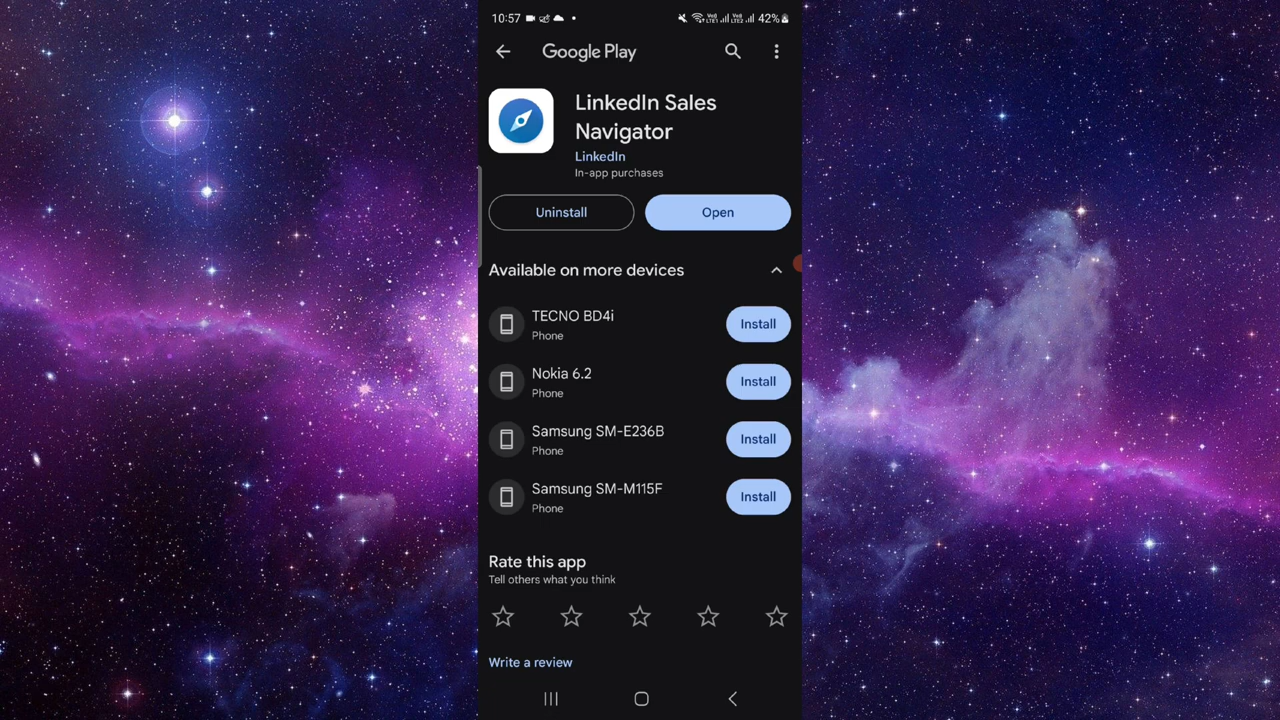 10:57 42%
Google Play
LinkedIn Sales
Navigator
LinkedIn
In-app purchases
Uninstall Open
Available on more devices
TECNO BD4i
Phone
Install
Nokia 6.2
Phone
Install
Samsung SM-E236B
Phone
Install
Samsung SM-M115F
Phone
Install
Rate this app
Tell others what you think
Write a review